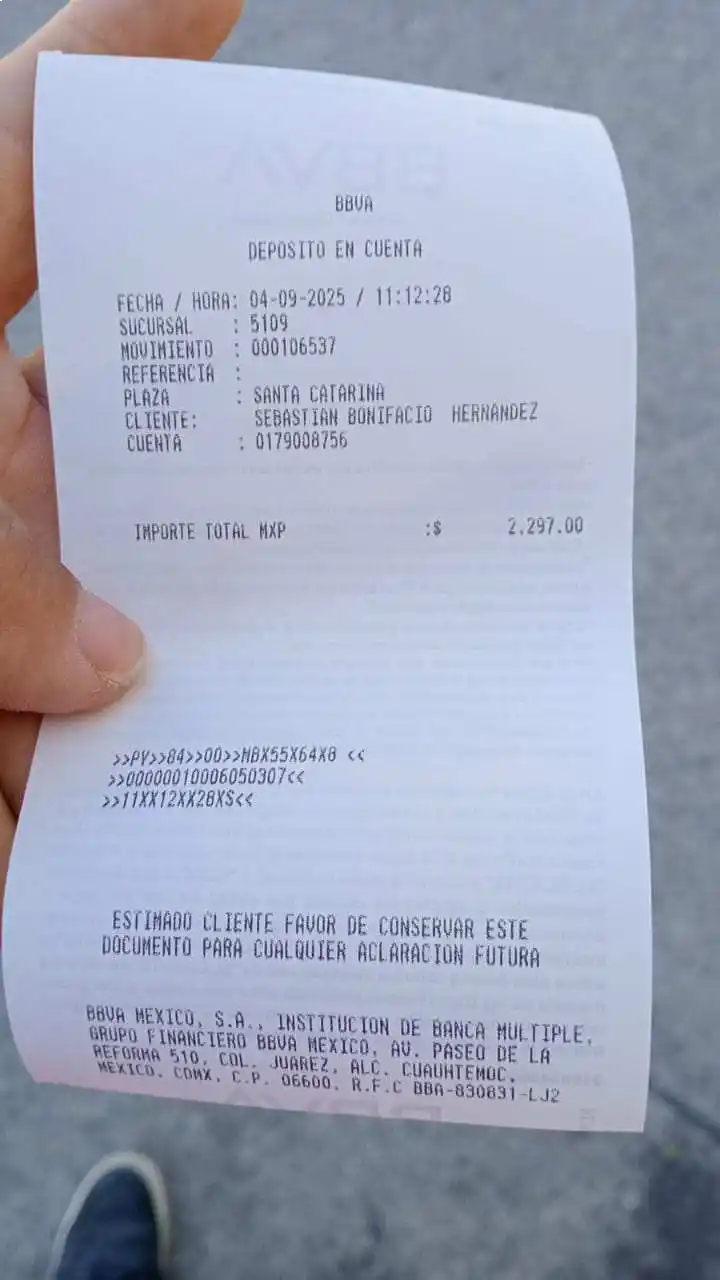 BBVA
DEPOSITO EN CUENTA
FECHA / HORA: 04-09-2025 / 11:12:28
SUCURSAL : 5109
MOVIMIENTO : 000106537
REFERENCIA :
PLAZA : SANTA CATARINA
CLIENTE: SEBASTIAN BONIFACIO HERNANDEZ
CUENTA : 0179008756
IMPORTE TOTAL MXP :$ 2,297.00
>>PY>>84>>00>>MBX55X64X8 <<
>>00000010006050307<<
>>11XX12XX28XS<<
ESTIMADO CLIENTE FAVOR DE CONSERVAR ESTE
DOCUMENTO PARA CUALQUIER ACLARACION FUTURA
BBVA MEXICO, S.A., INSTITUCION DE BANCA MULTIPLE,
GRUPO FINANCIERO BBVA MEXICO, AV. PASEO DE LA
REFORMA 510, COL. JUAREZ, ALC. CUAUHTEMOC,
MEXICO, CDMX, C.P. 06600, R.F.C BBA-830831-LJ2